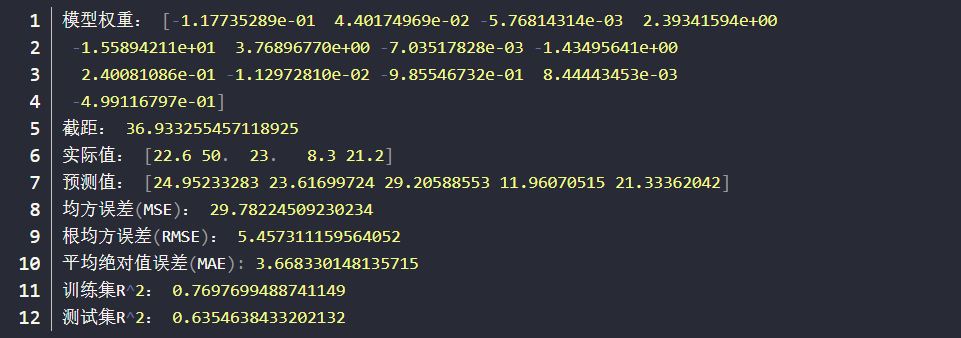 1 模型权重: [-1.17735289e-01 4.40174969e-02 -5.76814314e-03 2.39341594e+00
2 -1.55894211e+01 3.76896770e+00 -7.03517828e-03 -1.43495641e+00
3 2.40081086e-01 -1.12972810e-02 -9.85546732e-01 8.44443453e-03
4 -4.99116797e-01]
5 截距: 36.933255457118925
6 实际值: [22.6 50. 23. 8.3 21.2]
7 预测值: [24.95233283 23.61699724 29.20588553 11.96070515 21.33362042]
8 均方误差(MSE): 29.78224509230234
9 根均方误差(RMSE): 5.457311159564052
10 平均绝对值误差(MAE): 3.668330148135715
11 训练集R^2: 0.7697699488741149
12 测试集R^2: 0.6354638433202132